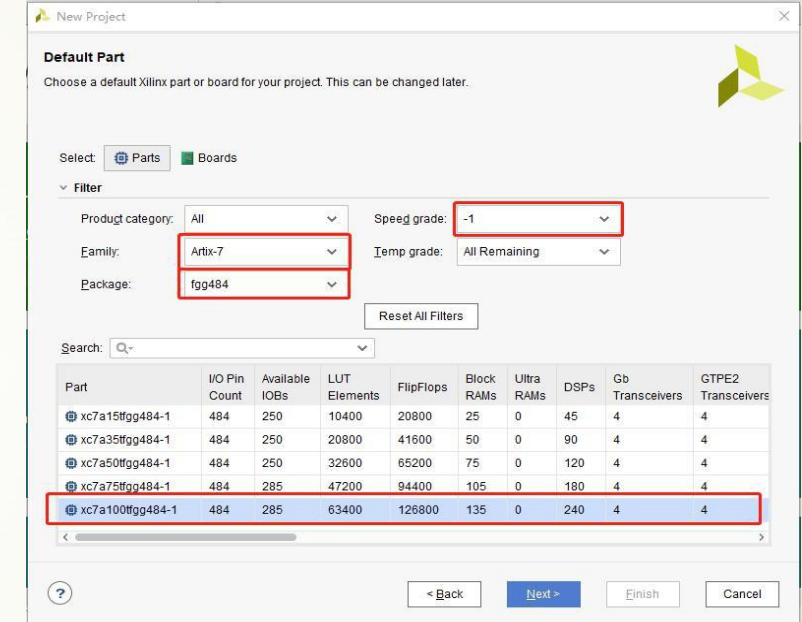 New Project
Default Part
Choose a default Xilinx part or board for your project. This can be changed later.
Select: Parts Boards
Filter
Product category: All Speed grade: -1
Family: Artix-7 Temp grade: All Remaining
Package: fgg484
Reset All Filters
Search: Q-
Part I/O Pin Count Available IOBs LUT Elements FlipFlops Block RAMs Ultra RAMs DSPs Gb Transceivers GTPE2 Transceivers
xc7a15tfgg484-1 484 250 10400 20800 25 0 45 4 4
xc7a35tfgg484-1 484 250 20800 41600 50 0 90 4 4
xc7a50tfgg484-1 484 250 32600 65200 75 0 120 4 4
xc7a75tfgg484-1 484 285 47200 94400 105 0 180 4 4
xc7a100tfgg484-1 484 285 63400 126800 135 0 240 4 4
? < Back Next > Finish Cancel